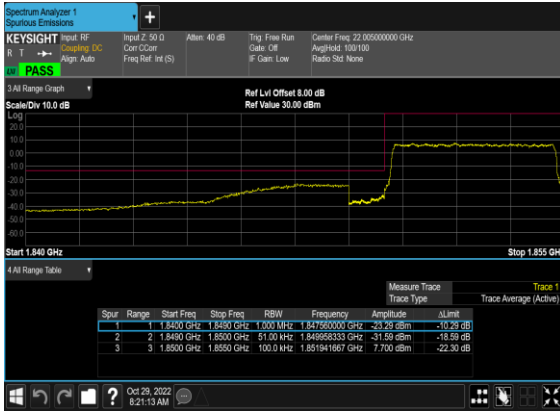 Spectrum Analyzer 1
Spurious Emissions
+
KEYSIGHT Input: RF Input Z: 50 Ω Atten: 40 dB Trig: Free Run Center Freq: 22.005000000 GHz
R T Coupling: DC Corr CCorr Gate: Off Avg|Hold: 100/100
Align: Auto Freq Ref: Int (S) IF Gain: Low Radio Std: None
PASS
3 All Range Graph Ref Lvl Offset 8.00 dB
Scale/Div 10.0 dB Ref Value 30.00 dBm
Log
20.0
10.0
0.00
-10.0
-20.0
-30.0
-40.0
-50.0
-60.0
Start 1.840 GHz Stop 1.855 GH
4 All Range Table
Measure Trace Trace 1
Trace Type Trace Average (Active)
Spur Range Start Freq Stop Freq RBW Frequency Amplitude ΔLimit
1 1 1.8400 GHz 1.8490 GHz 1.000 MHz 1.847560000 GHz -23.29 dBm -10.29 dB
2 2 1.8490 GHz 1.8500 GHz 51.00 kHz 1.849958333 GHz -31.59 dBm -18.59 dB
3 3 1.8500 GHz 1.8550 GHz 100.0 kHz 1.851941667 GHz 7.700 dBm -22.30 dB
? Oct 29, 2022
8:21:13 AM